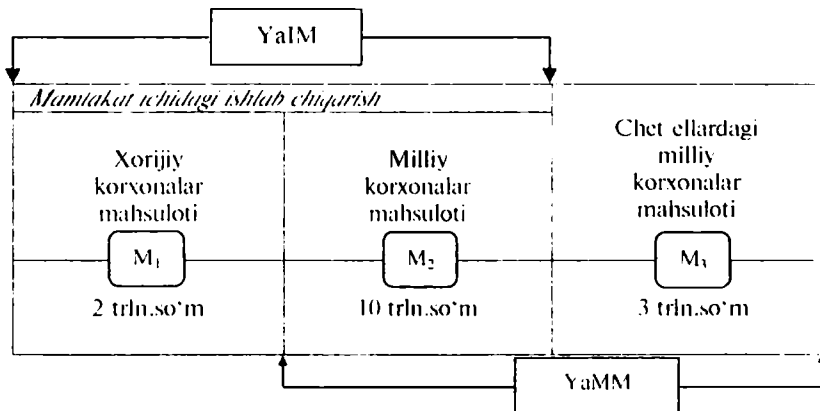 YaIM
Mamlakat ichidagi ishlab chiqarish
Xorijiy
korxonalar
mahsuloti
M₁
2 trln.so‘m
Milliy
korxonalar
mahsuloti
M₂
10 trln.so‘m
Chet ellardagi
milliy
korxonalar
mahsuloti
M₃
3 trln.so‘m
YaMM